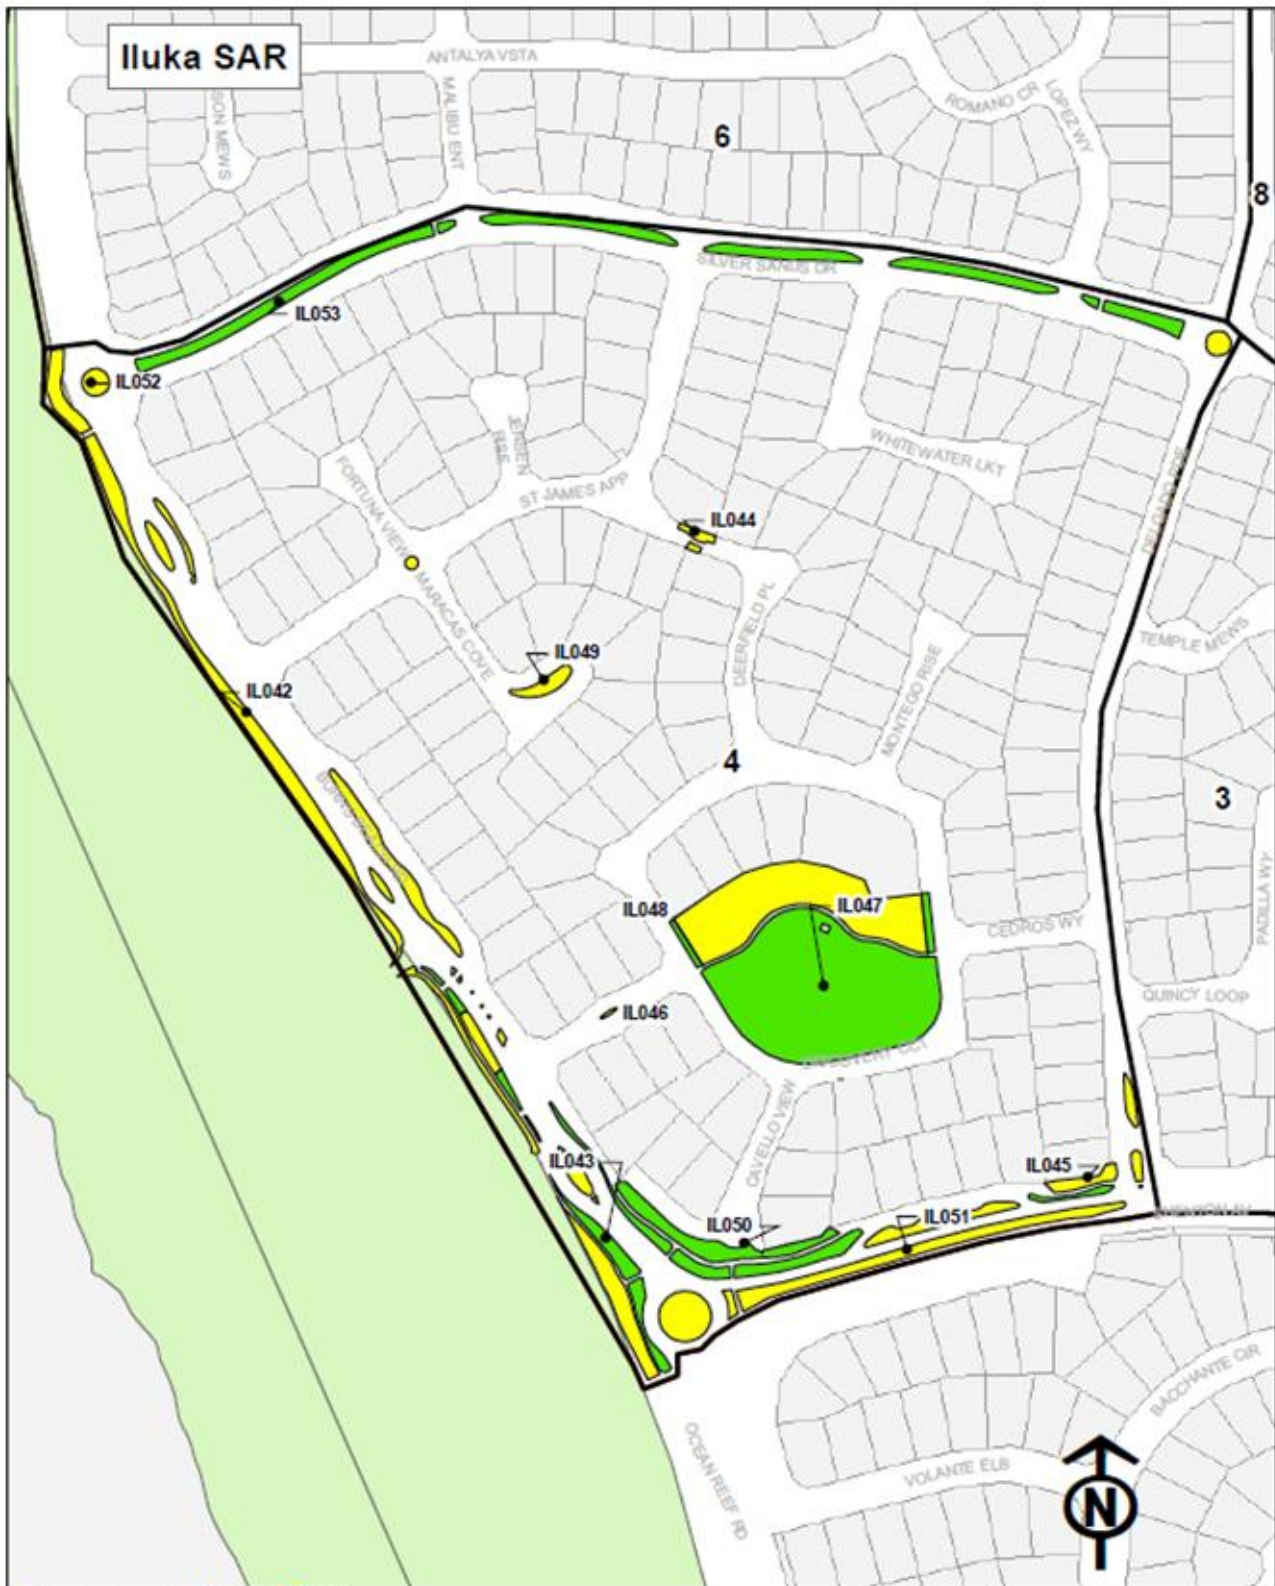 Iluka SAR
ANTALYA VSTA
MALIBU ENT
ROMANO CR
LOPEZ WY
6
8
SILVER SANDS DR
IL053
IL052
WHITEWATER LKT
FORTUNA VIEW
ST JAMES APP
IL044
MARACAS COVE
DEERFIELD PL
TEMPLE MEWS
IL049
MONTEGO RISE
IL042
4
3
PADILLA WY
IL048
IL047
CEDROS WY
QUINCY LOOP
IL046
CAVELLO VIEW
IL043
IL045
IL050
IL051
BACCHANTE CIR
OCEAN REEF RD
VOLANTE ELB
N